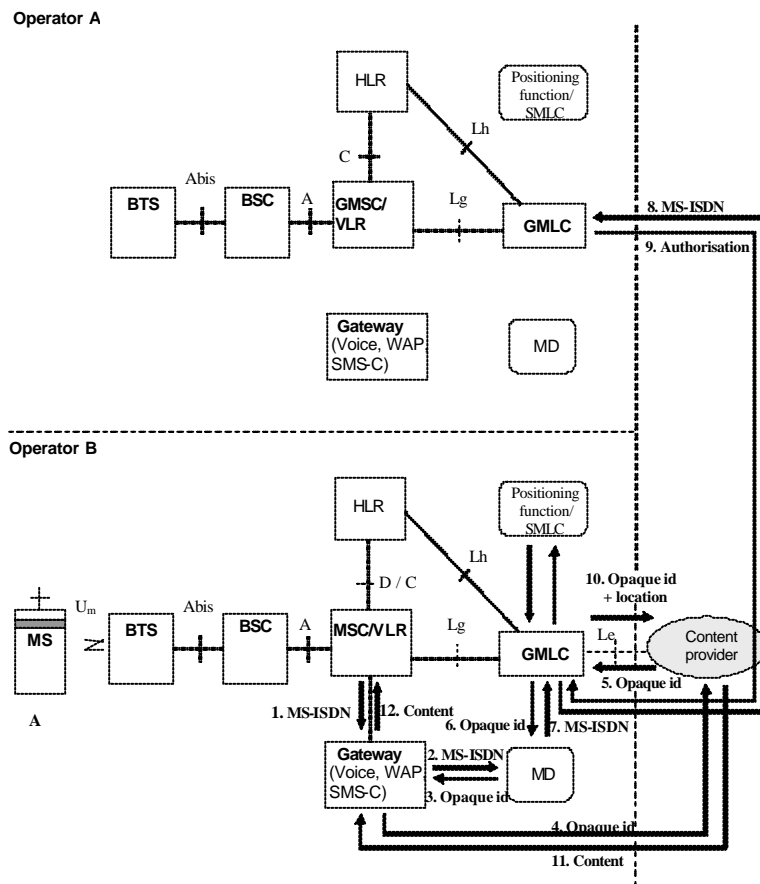 Operator A
HLR
Positioning
function/
SMLC
Lh
C
Abis
A
BTS
BSC
GMSC/
VLR
Lg
GMLC
8. MS-ISDN
9. Authorisation
Gateway
(Voice, WAP,
SMS-C)
MD
Operator B
HLR
Positioning
function/
SMLC
Lh
D / C
10. Opaque id
+ location
Um
Abis
A
MS
BTS
BSC
MSC/VLR
Lg
GMLC
Le
Content
provider
5. Opaque id
A
1. MS-ISDN
12. Content
6. Opaque id
7. MS-ISDN
Gateway
(Voice, WAP,
SMS-C)
2. MS-ISDN
3. Opaque id
MD
4. Opaque id
11. Content